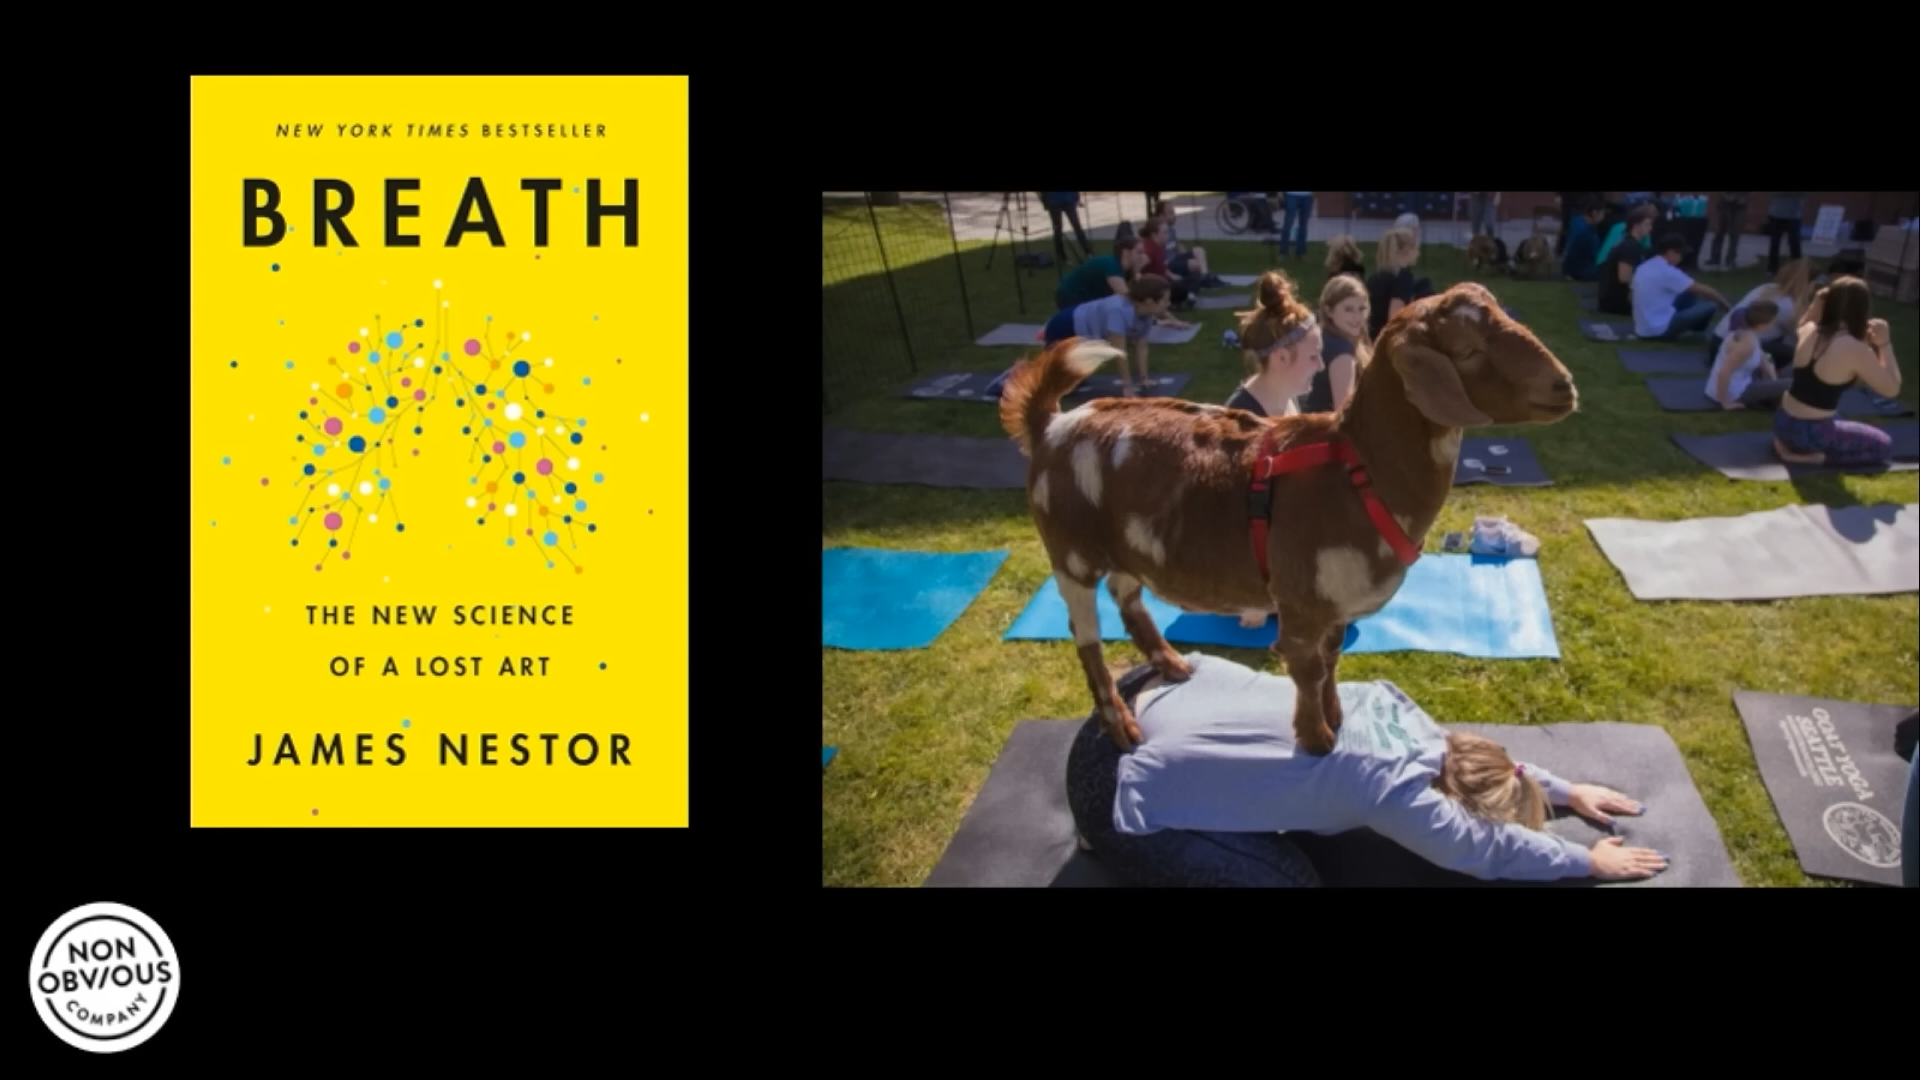 NEW YORK TIMES BESTSELLER
BREATH
THE NEW SCIENCE
OF A LOST ART
JAMES NESTOR
GOAT YOGA
SEATTLE
NON
OBV/OUS
COMPANY